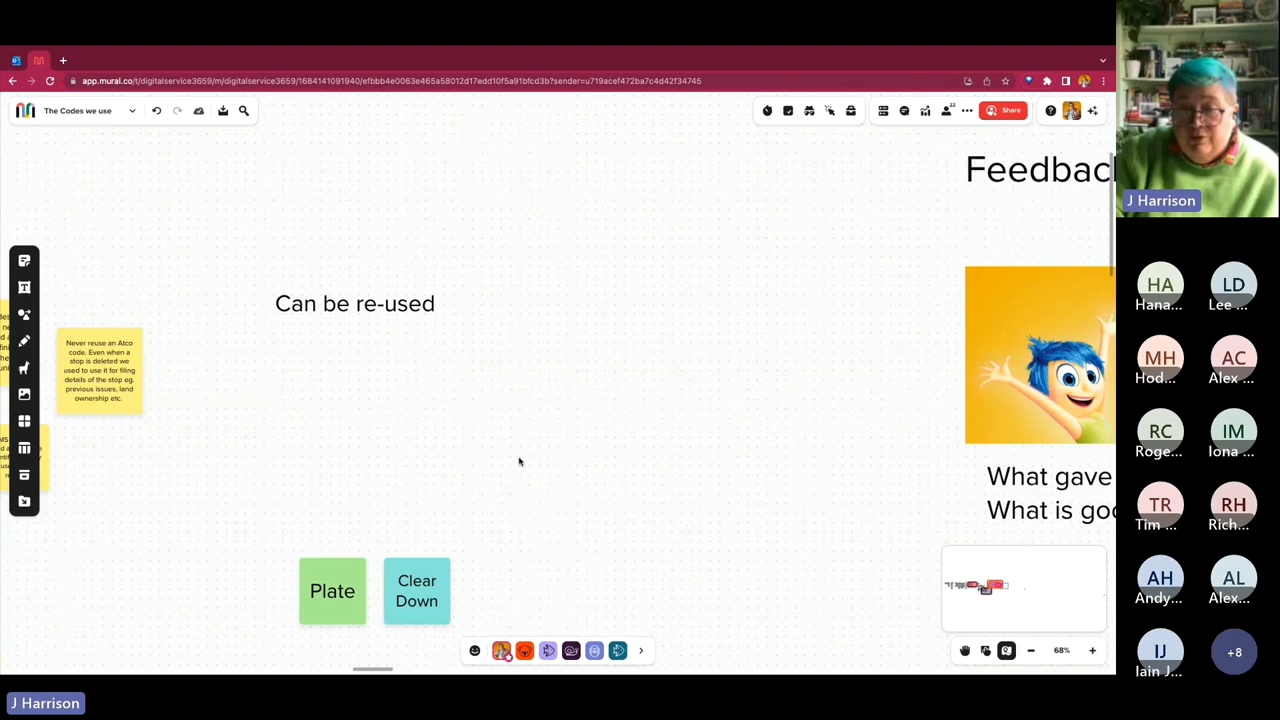 app.mural.co/t/digitalservice3659/m/digitalservice3659/1684141091940/efbbb4e0063e465a58012d17edd10f5a91bfcd3b?sender=u719acef472ba7c4d42f34745
The Codes we use
22
Share
Feedbac
Can be re-used
Never reuse an Atco
code. Even when a
stop is deleted we
used to use it for filing
details of the stop eg.
previous issues, land
ownership etc.
What gave
What is goo
Plate
Clear
Down
68%
J Harrison
HA
Hana...
LD
Lee ...
MH
Hod...
AC
Alex ...
RC
Roge...
IM
Iona ...
TR
Tim ...
RH
Rich...
AH
Andy...
AL
Alex...
IJ
Iain J...
+8
J Harrison